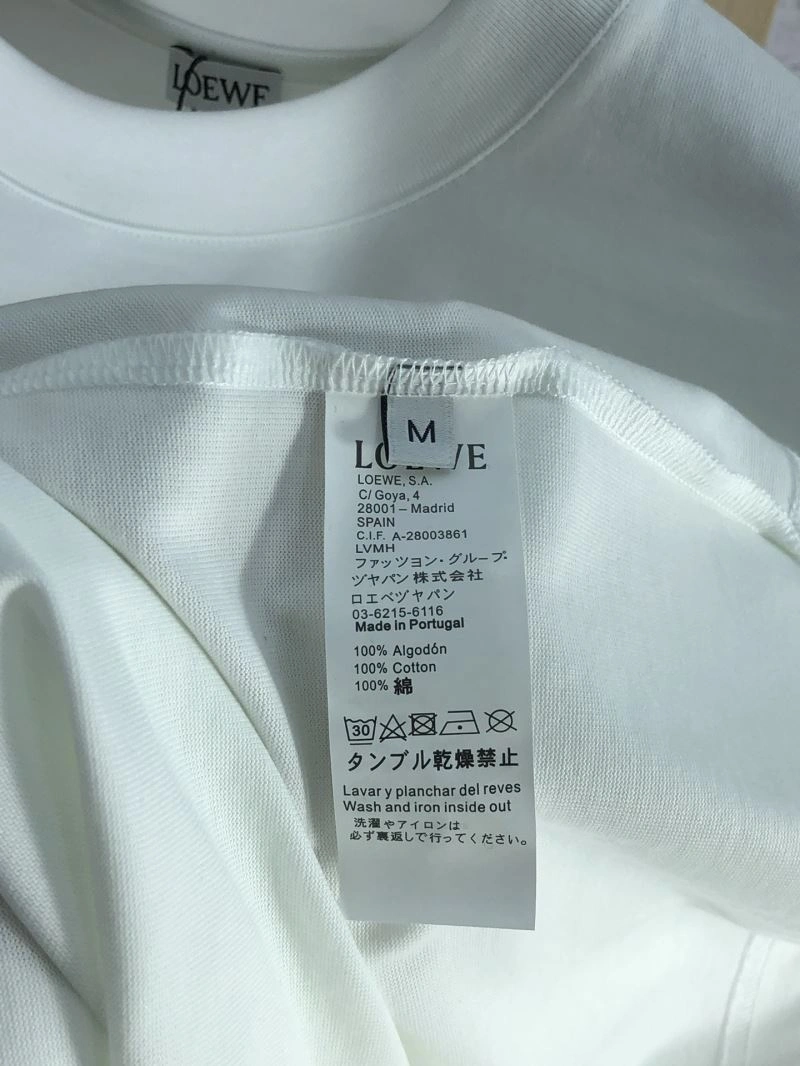 LOEWE
M
LOEWE
LOEWE, S.A.
C/ Goya, 4
28001 – Madrid
SPAIN
C.I.F. A-28003861
LVMH
ファッツョン・グループ・
ヅヤパン株式会社
ロエベヅヤパン
03-6215-6116
Made in Portugal
100% Algodón
100% Cotton
100% 綿
30
タンブル乾燥禁止
Lavar y planchar del reves
Wash and iron inside out
洗濯やアイロンは
必ず裏返しで行ってください。